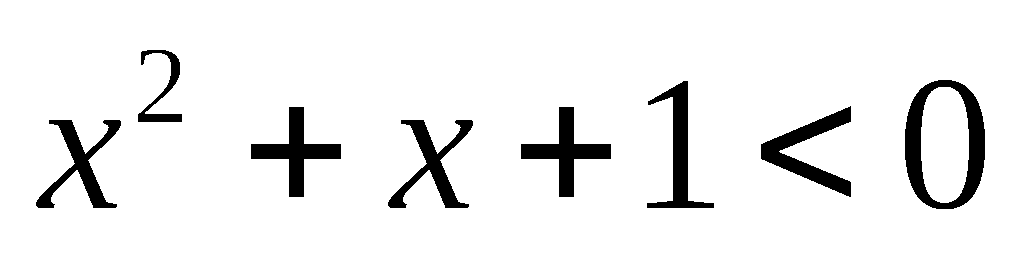 x² + x + 1 < 0